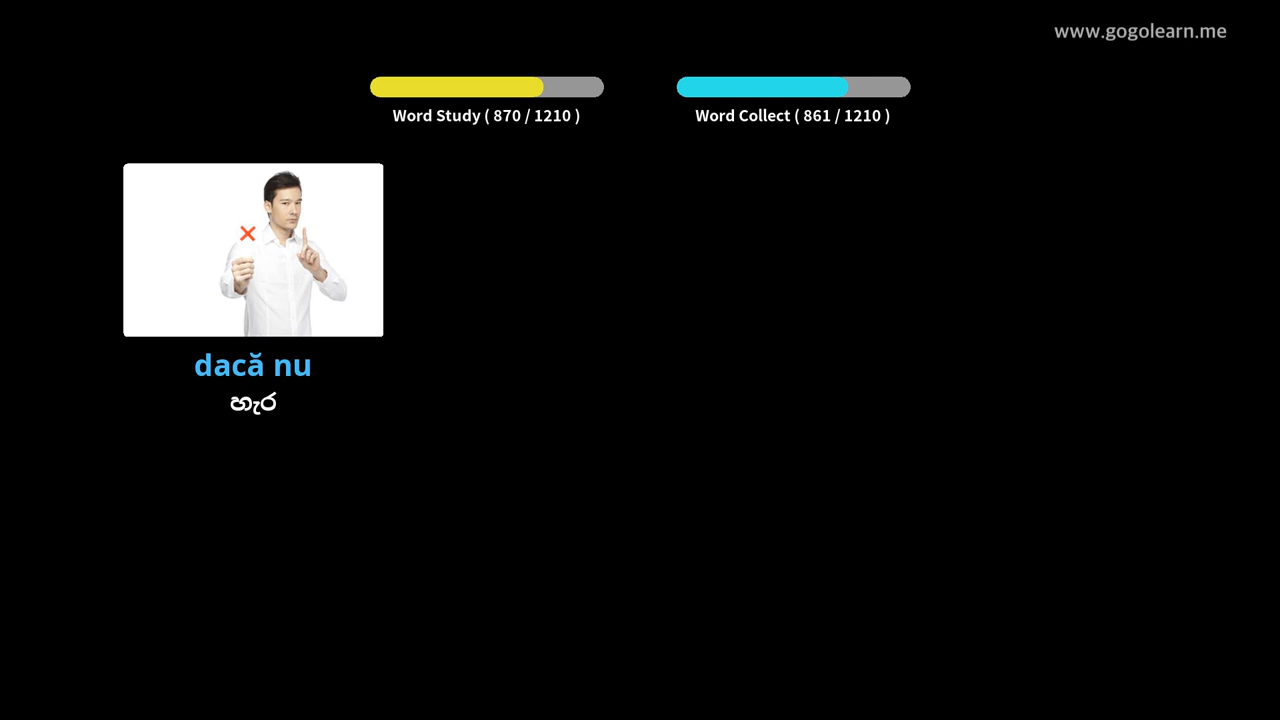 www.gogolearn.me
Word Study ( 870 / 1210 )
Word Collect ( 861 / 1210 )
dacă nu
හැර